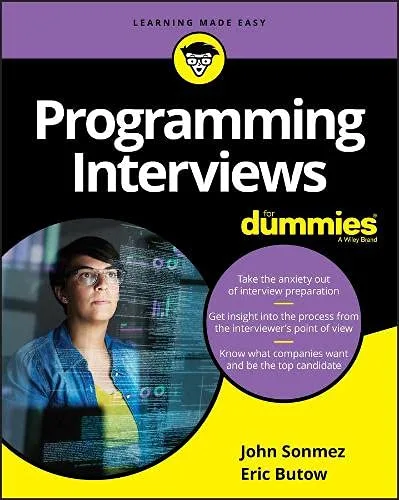 LEARNING MADE EASY
Programming
Interviews
for
dummies®
A Wiley Brand
Take the anxiety out
of interview preparation
Get insight into the process from
the interviewer's point of view
Know what companies want
and be the top candidate
John Sonmez
Eric Butow